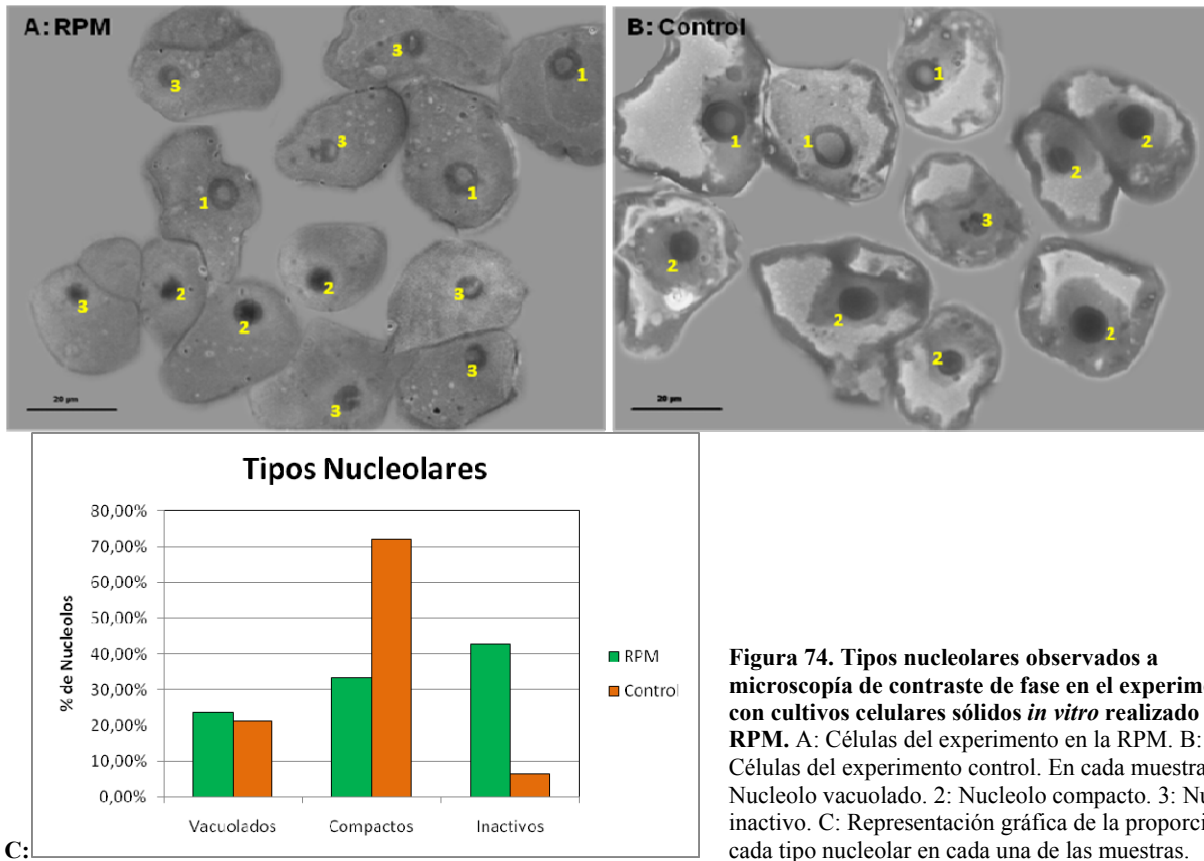 A: RPM
3
3
1
3
1
1
3
2
2
2
3
3
3
20 µm
B: Control
1
1
1
2
2
3
2
2
2
2
20 µm
Tipos Nucleolares
80,00%
70,00%
60,00%
50,00%
40,00%
30,00%
20,00%
10,00%
0,00%
% de Nucleolos
Vacuolados
Compactos
Inactivos
RPM
Control
C:
Figura 74. Tipos nucleolares observados a
microscopía de contraste de fase en el experim
con cultivos celulares sólidos in vitro realizado
RPM. A: Células del experimento en la RPM. B:
Células del experimento control. En cada muestra
Nucleolo vacuolado. 2: Nucleolo compacto. 3: Nu
inactivo. C: Representación gráfica de la proporci
cada tipo nucleolar en cada una de las muestras.